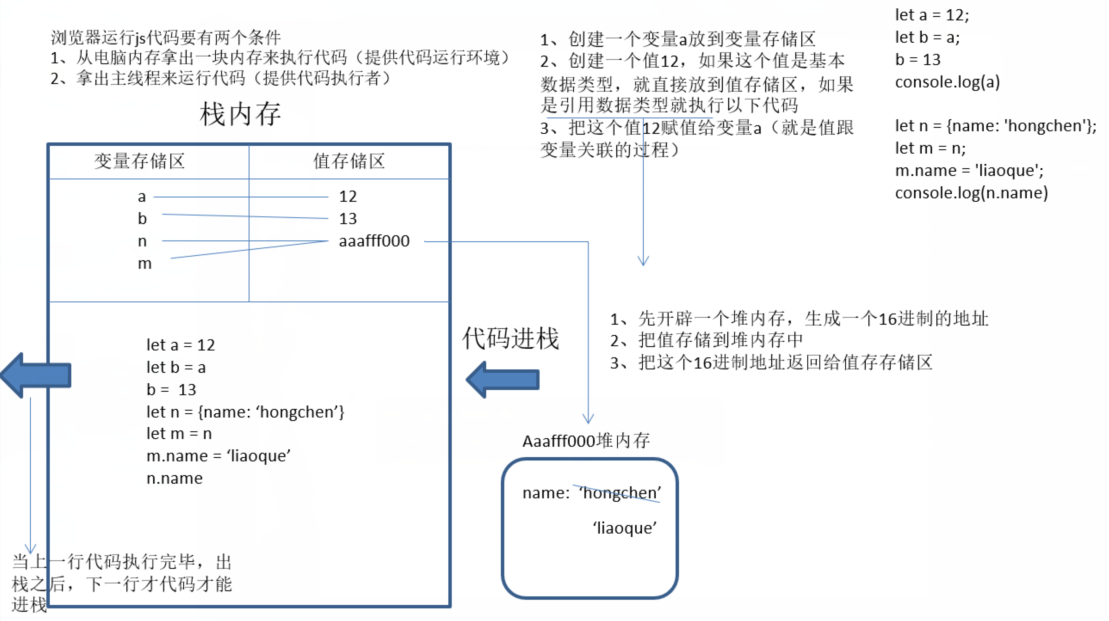 浏览器运行js代码要有两个条件
1、从电脑内存拿出一块内存来执行代码（提供代码运行环境）
2、拿出主线程来运行代码（提供代码执行者）
栈内存
变量存储区
值存储区
a
12
b
13
n
aaafff000
m
let a = 12
let b = a
b = 13
let n = {name: ‘hongchen’}
let m = n
m.name = ‘liaoque’
n.name
当上一行代码执行完毕，出
栈之后，下一行才代码才能
进栈
代码进栈
1、创建一个变量a放到变量存储区
2、创建一个值12，如果这个值是基本
数据类型，就直接放到值存储区，如果
是引用数据类型就执行以下代码
3、把这个值12赋值给变量a（就是值跟
变量关联的过程）
let a = 12;
let b = a;
b = 13
console.log(a)
let n = {name: 'hongchen'};
let m = n;
m.name = 'liaoque';
console.log(n.name)
1、先开辟一个堆内存，生成一个16进制的地址
2、把值存储到堆内存中
3、把这个16进制地址返回给值存存储区
Aaafff000堆内存
name: ‘hongchen’
‘liaoque’